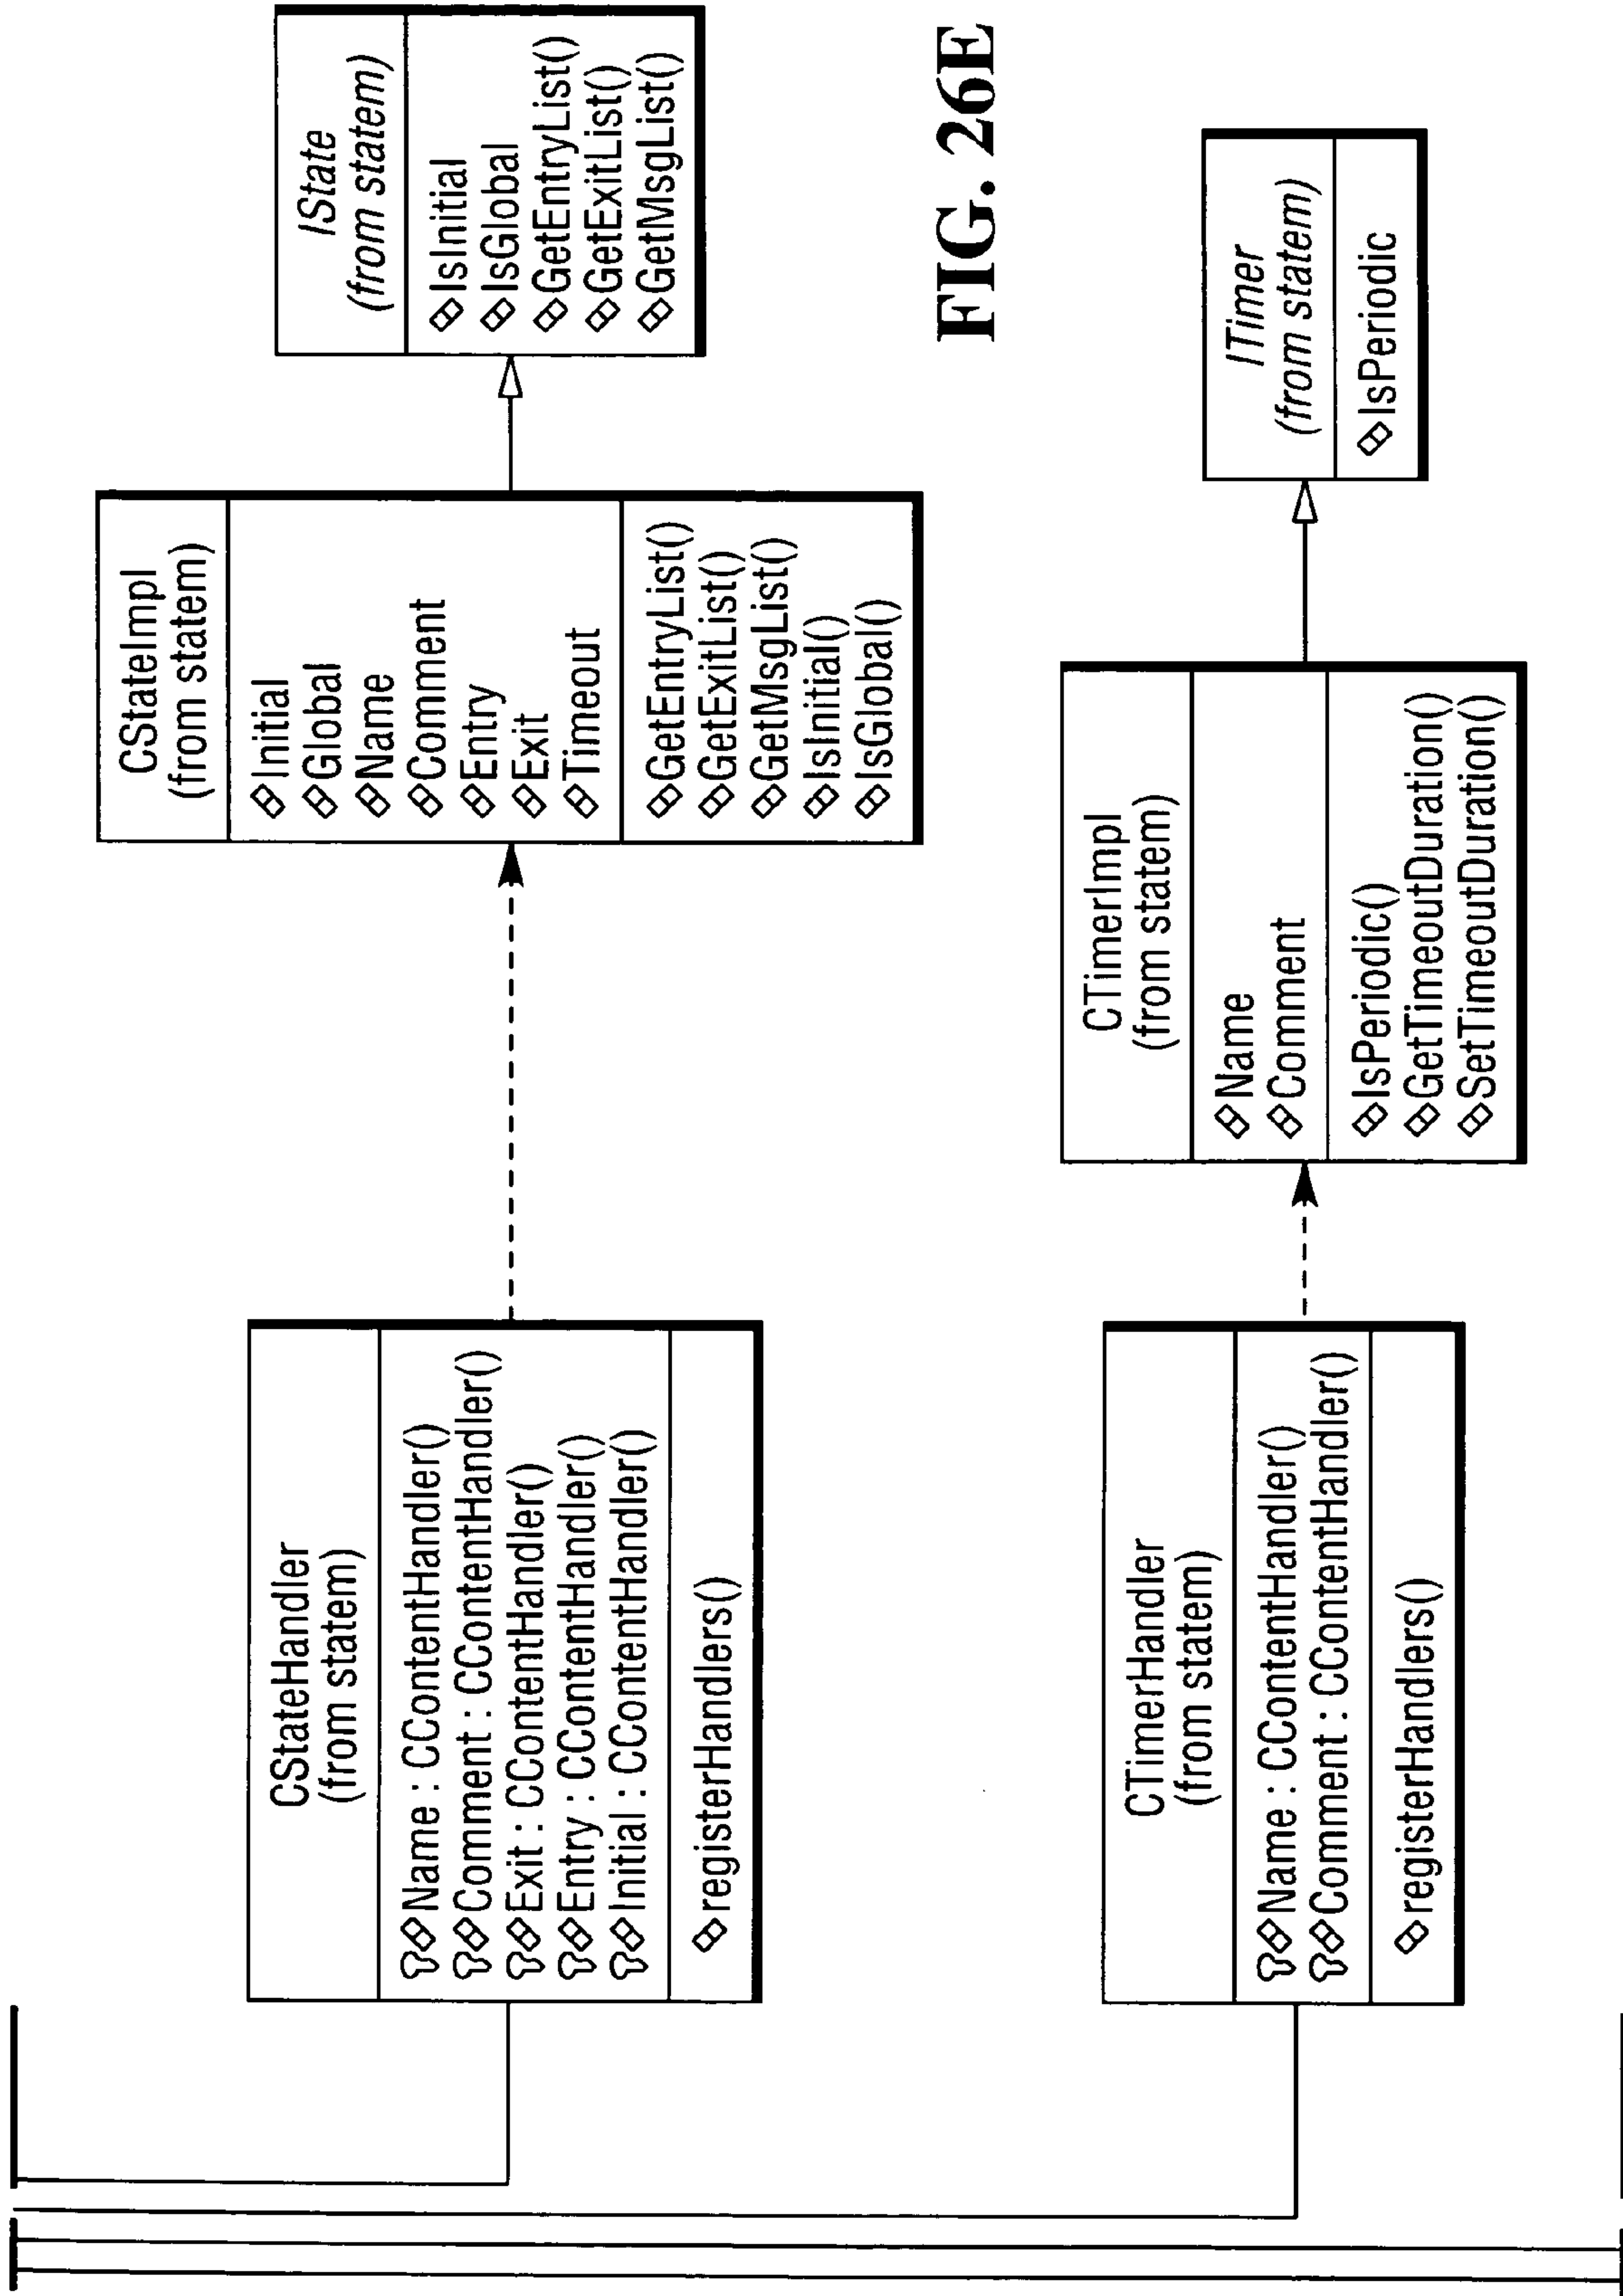 CStateHandler
(from statem)
Name : CContentHandler()
Comment : CContentHandler()
Exit : CContentHandler()
Entry : CContentHandler()
Initial : CContentHandler()
registerHandlers()
CStateImpl
(from statem)
Initial
Global
Name
Comment
Entry
Exit
Timeout
GetEntryList()
GetExitList()
GetMsgList()
IsInitial()
IsGlobal()
IState
(from statem)
IsInitial
IsGlobal
GetEntryList()
GetExitList()
GetMsgList()
CTimerHandler
(from statem)
Name : CContentHandler()
Comment : CContentHandler()
registerHandlers()
CTimerImpl
(from statem)
Name
Comment
IsPeriodic()
GetTimeoutDuration()
SetTimeoutDuration()
ITimer
(from statem)
IsPeriodic
FIG. 26E